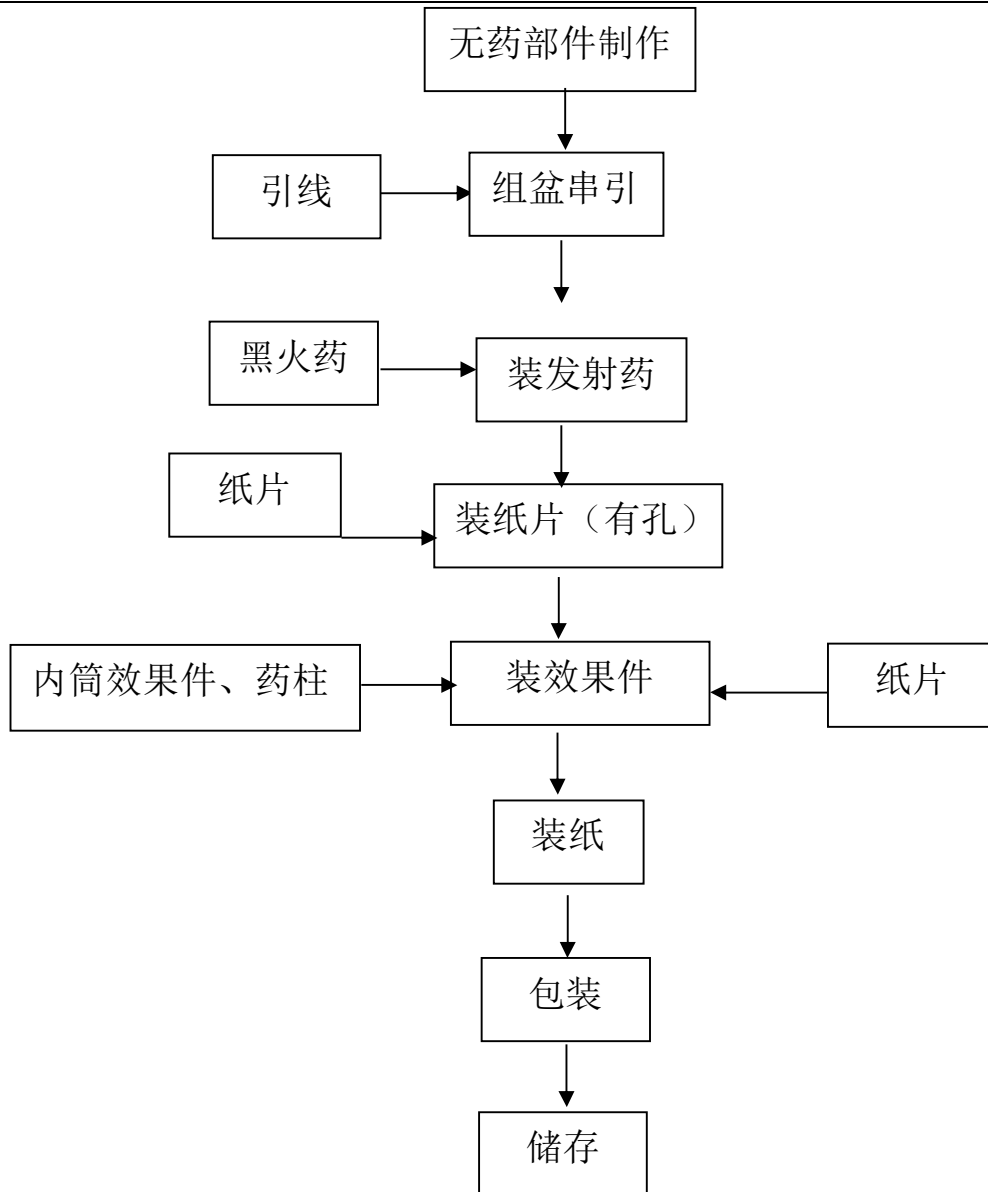 无药部件制作
引线
组盆串引
黑火药
装发射药
纸片
装纸片（有孔）
内筒效果件、药柱
装效果件
纸片
装纸
包装
储存